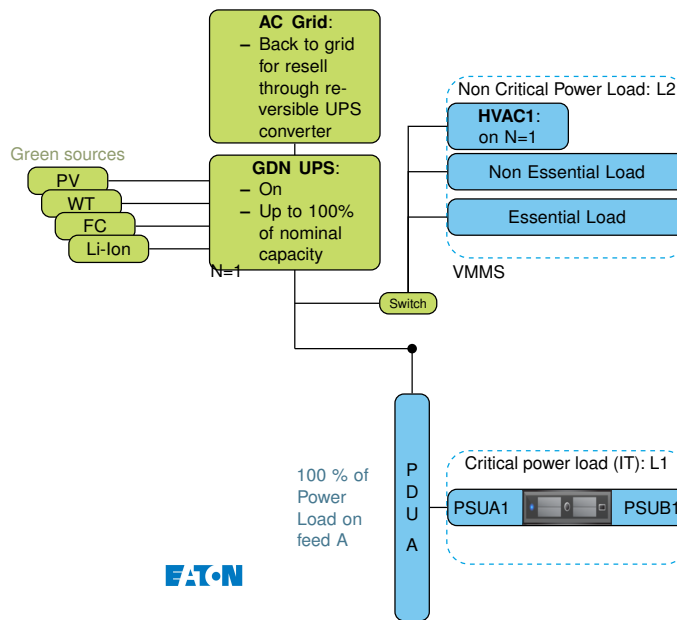 AC Grid:
– Back to grid
for resell
through re-
versible UPS
converter
Green sources
PV
WT
FC
Li-Ion
GDN UPS:
– On
– Up to 100%
of nominal
capacity
N=1
Switch
Non Critical Power Load: L2
HVAC1:
on N=1
Non Essential Load
Essential Load
VMMS
100 % of
Power
Load on
feed A
P
D
U
A
Critical power load (IT): L1
PSUA1
PSUB1
EATON